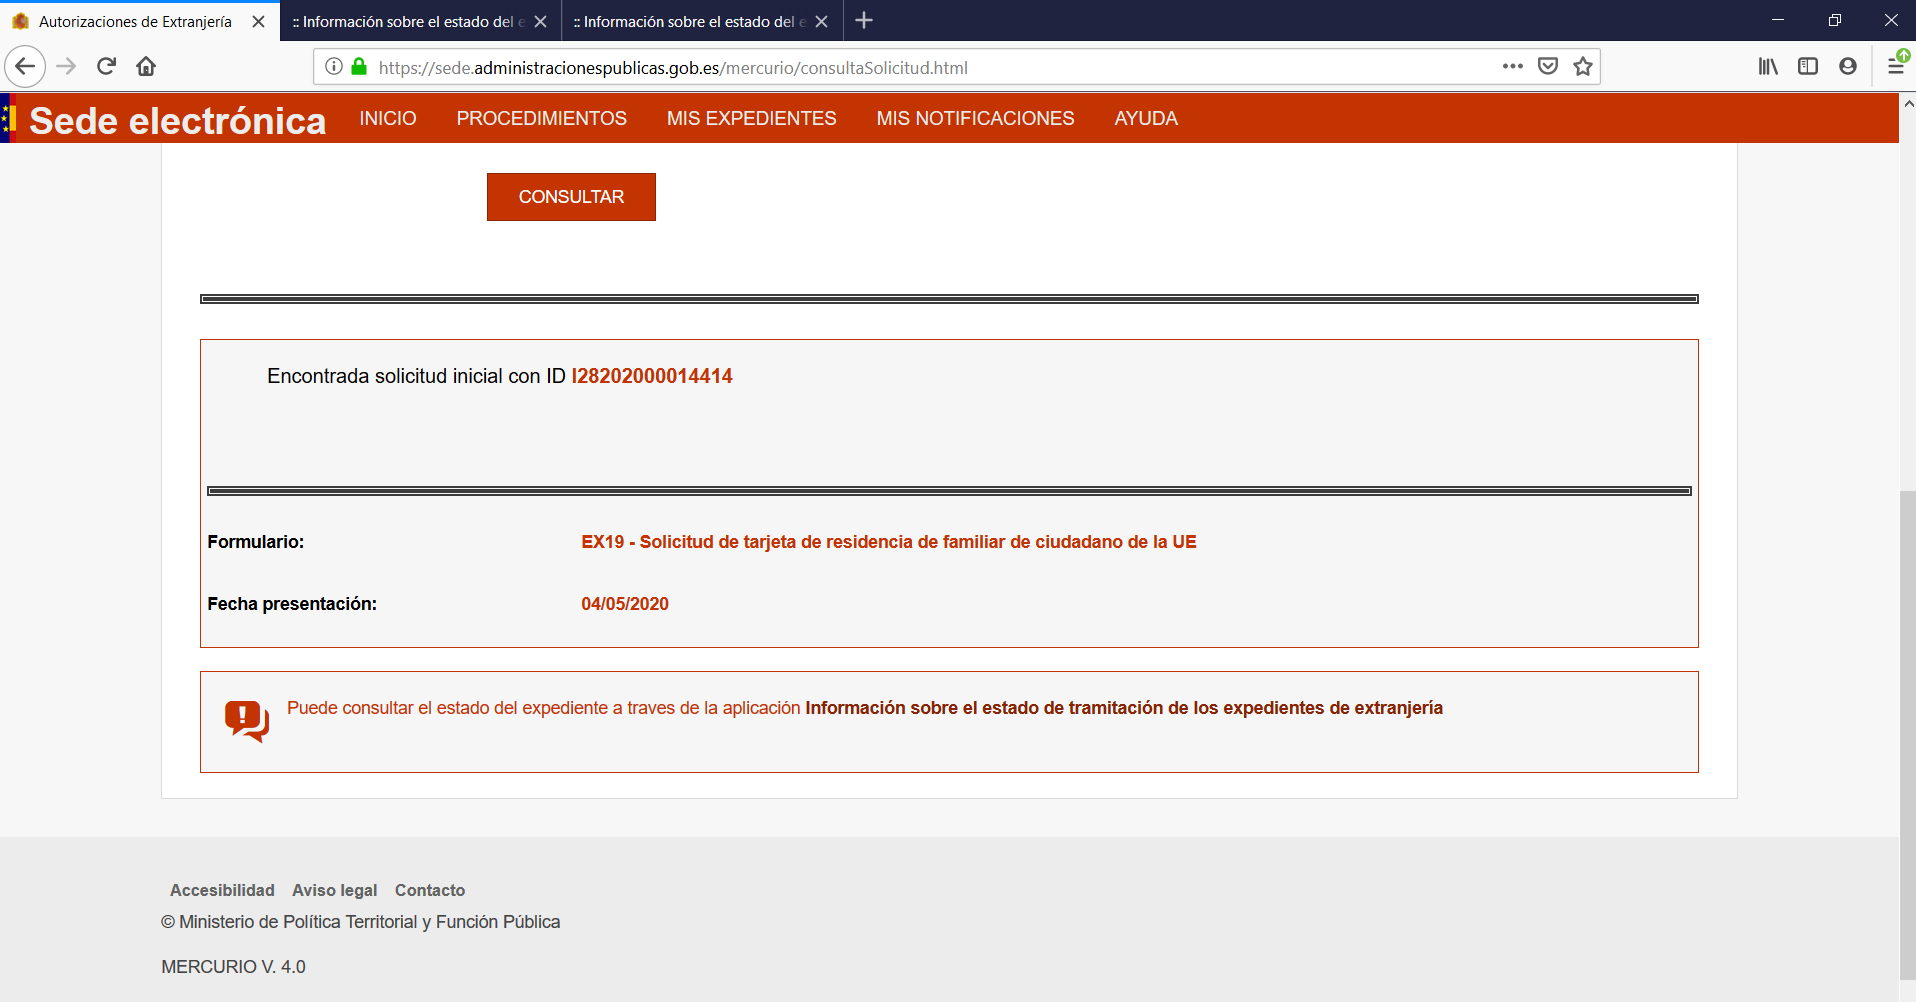 Autorizaciones de Extranjería
:: Información sobre el estado del e
:: Información sobre el estado del e
https://sede.administracionespublicas.gob.es/mercurio/consultaSolicitud.html
Sede electrónica
INICIO
PROCEDIMIENTOS
MIS EXPEDIENTES
MIS NOTIFICACIONES
AYUDA
CONSULTAR
Encontrada solicitud inicial con ID I28202000014414
Formulario: EX19 - Solicitud de tarjeta de residencia de familiar de ciudadano de la UE
Fecha presentación: 04/05/2020
Puede consultar el estado del expediente a traves de la aplicación Información sobre el estado de tramitación de los expedientes de extranjería
Accesibilidad Aviso legal Contacto
© Ministerio de Política Territorial y Función Pública
MERCURIO V. 4.0